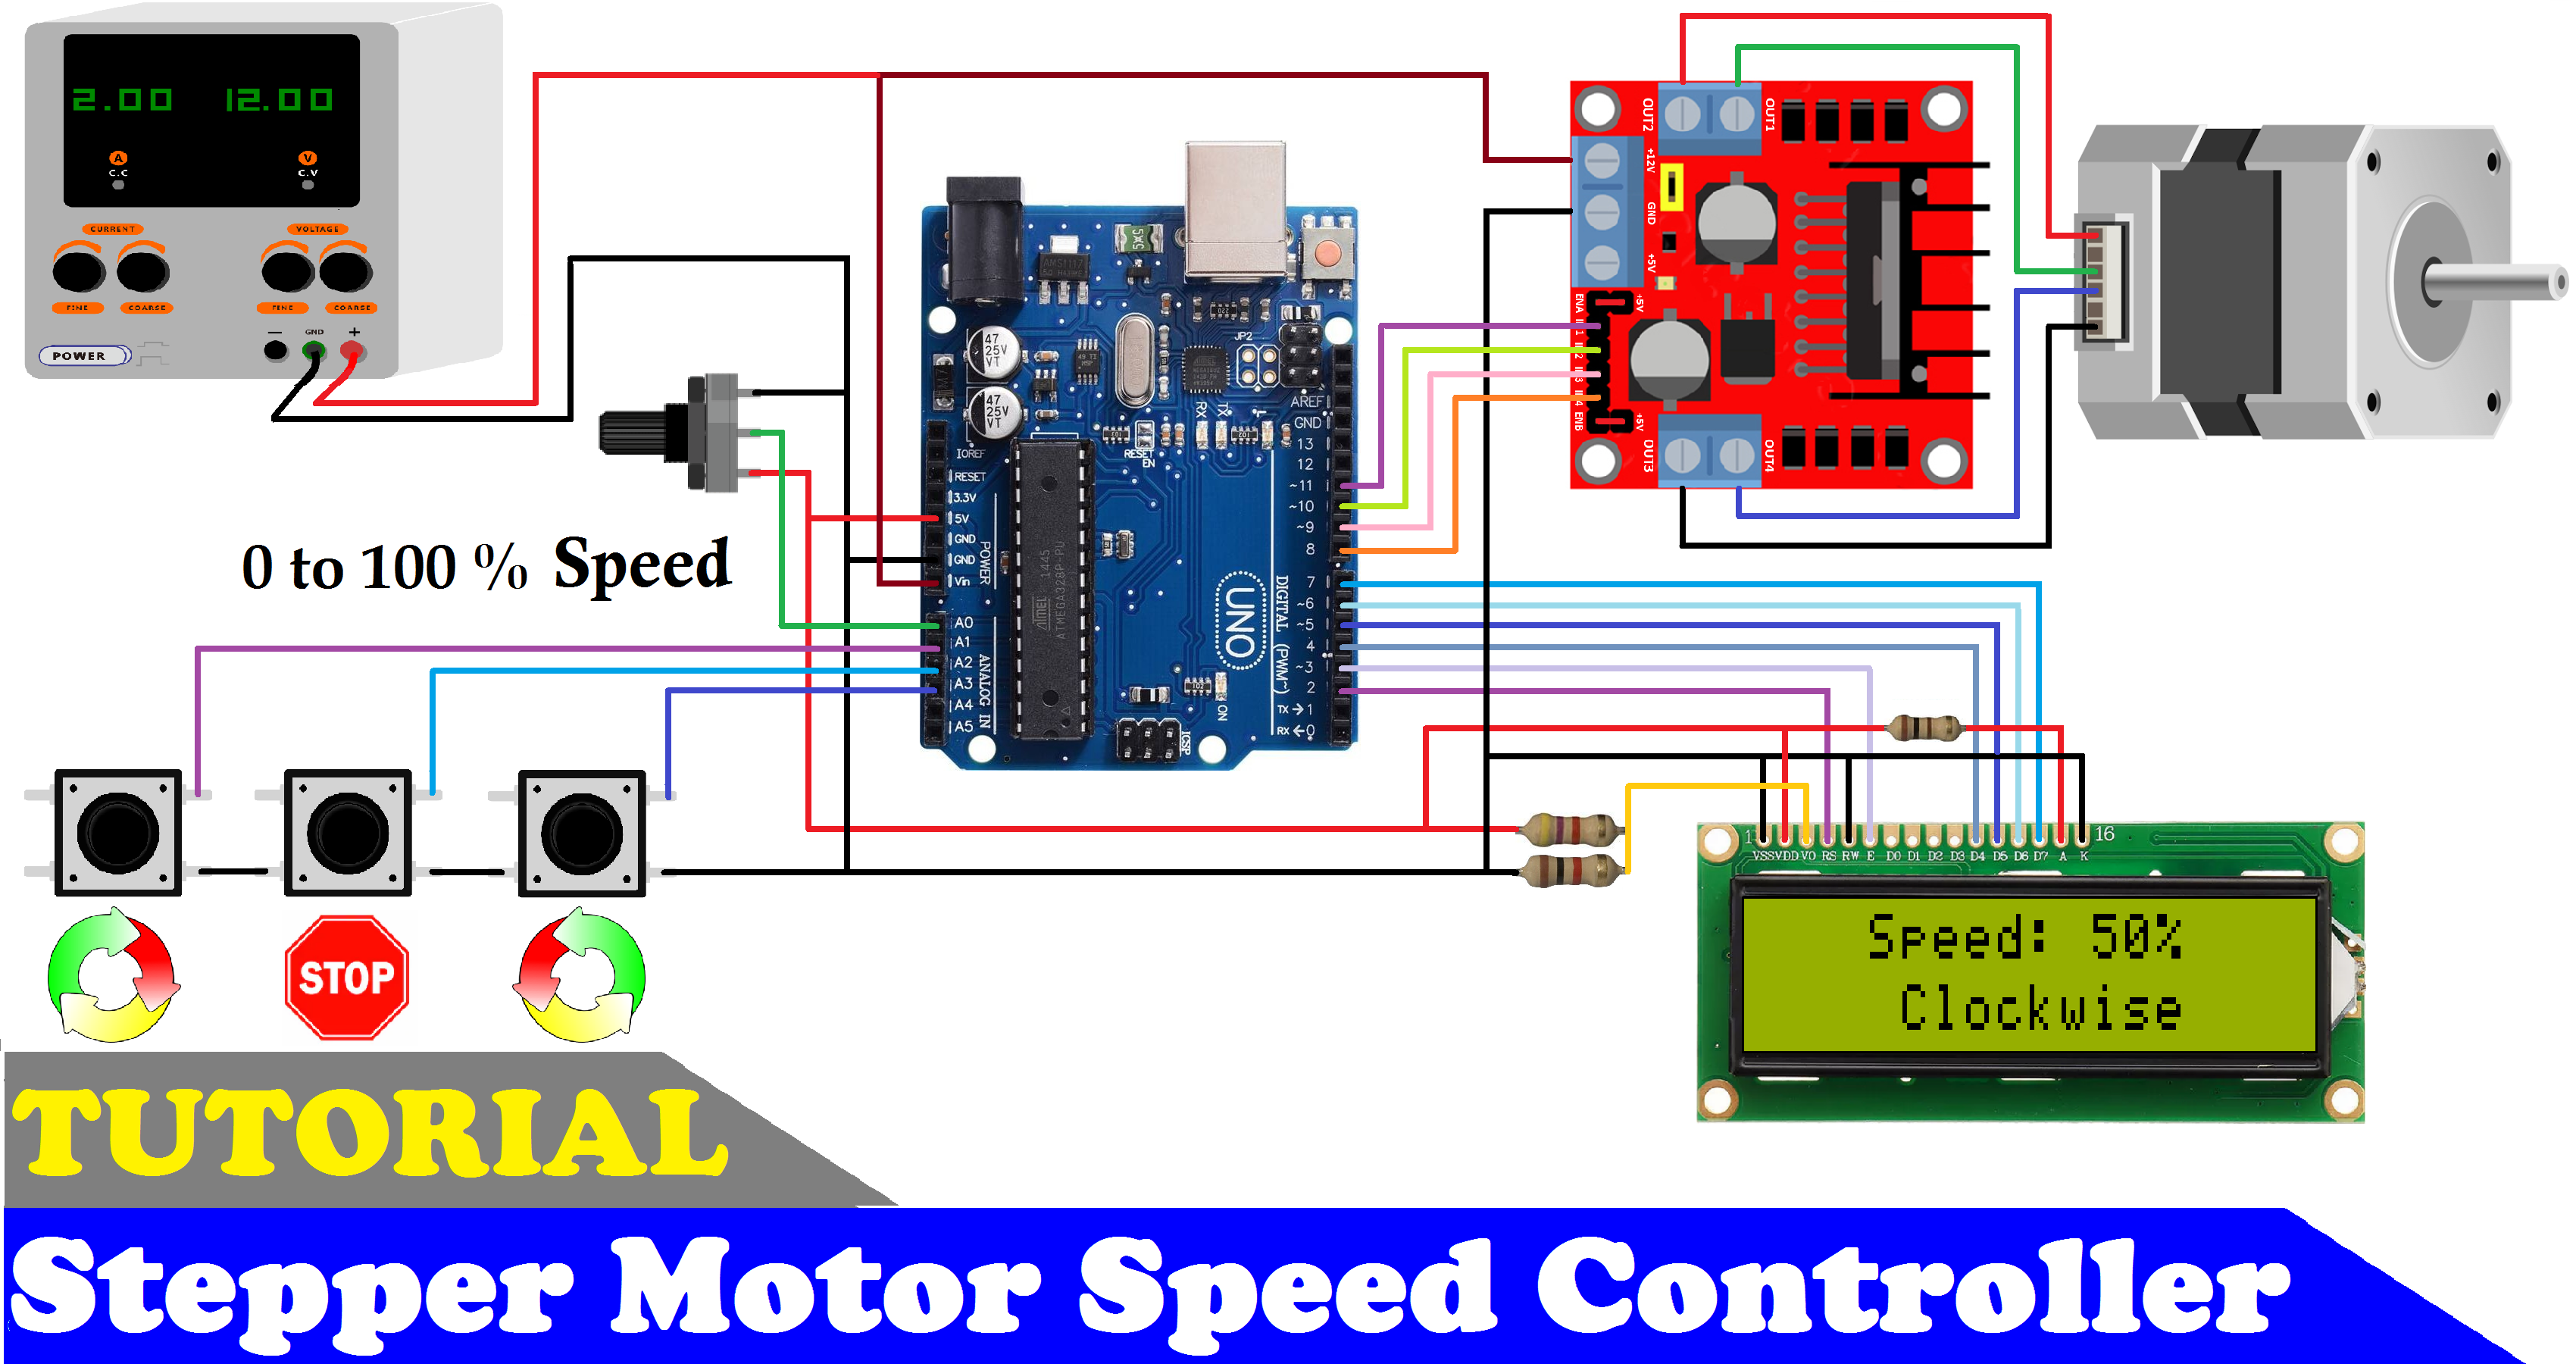 2.00 12.00
A V
C.C C.V
CURRENT VOLTAGE
FINE COARSE FINE COARSE
− GND +
POWER
0 to 100 % Speed
AMS1117
47
25V
VT
47
25V
VT
JP2
RX TX L
RESET
EN
IOREF
RESET
3.3V
5V
GND
GND
Vin
POWER
A0
A1
A2
A3
A4
A5
ANALOG IN
ATMEL 1445
ATMEGA328P-PU
AREF
GND
13
12
~11
~10
~9
8
7
~6
~5
4
~3
2
TX→1
RX←0
DIGITAL (PWM~)
UNO
ON
ICSP
OUT2 OUT1
+12V
GND
+5V
ENA
+5V
ENB
+5V
OUT3 OUT4
1 16
VSS VDD VO RS RW E D0 D1 D2 D3 D4 D5 D6 D7 A K
Speed: 50%
Clockwise
STOP
TUTORIAL
Stepper Motor Speed Controller